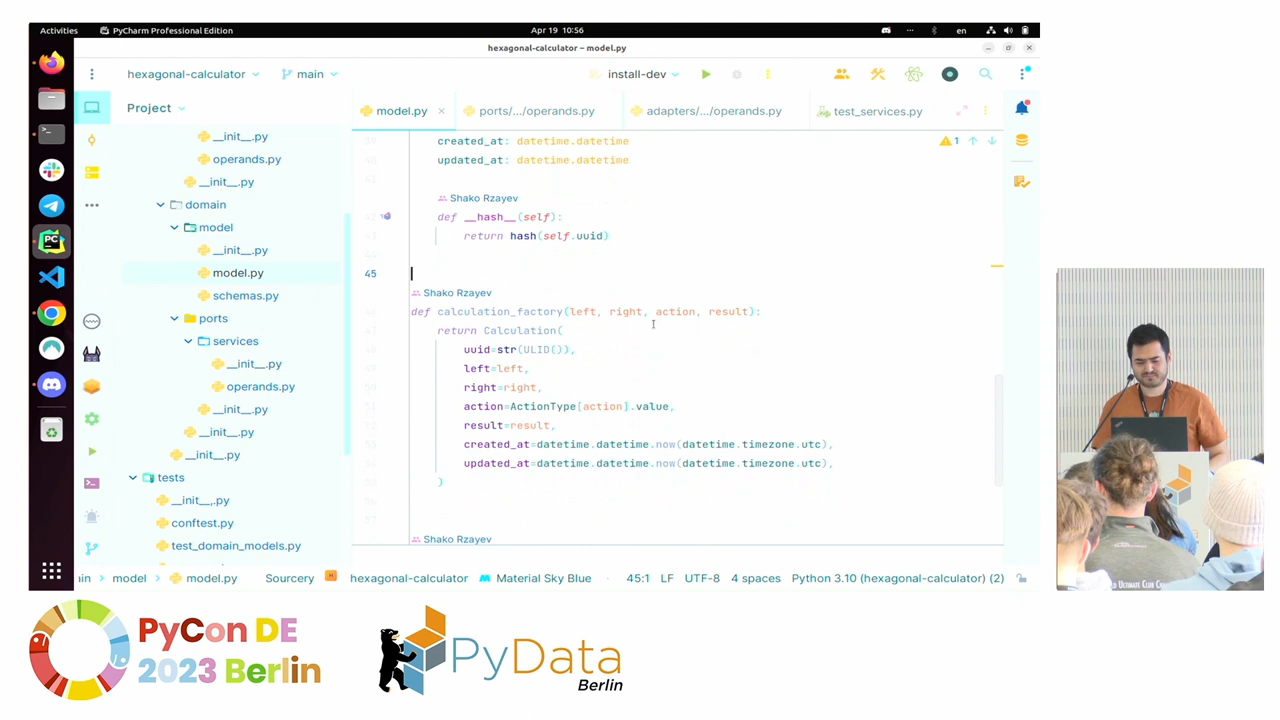 Activities
PyCharm Professional Edition
Apr 19 10:56
en
hexagonal-calculator – model.py
hexagonal-calculator
main
install-dev
Project
model.py
ports/.../operands.py
adapters/.../operands.py
test_services.py
__init__.py
operands.py
__init__.py
domain
model
__init__.py
model.py
schemas.py
ports
services
__init__.py
operands.py
__init__.py
__init__.py
__init__.py
tests
__init__,.py
conftest.py
test_domain_models.py
created_at: datetime.datetime
1
updated_at: datetime.datetime
Shako Rzayev
def __hash__(self):
return hash(self.uuid)
45
Shako Rzayev
def calculation_factory(left, right, action, result):
return Calculation(
uuid=str(ULID()),
left=left,
right=right,
action=ActionType[action].value,
result=result,
created_at=datetime.datetime.now(datetime.timezone.utc),
updated_at=datetime.datetime.now(datetime.timezone.utc),
)
Shako Rzayev
in
model
model.py
Sourcery
hexagonal-calculator
Material Sky Blue
45:1
LF
UTF-8
4 spaces
Python 3.10 (hexagonal-calculator) (2)
PyCon DE
2023 Berlin
PyData
Berlin